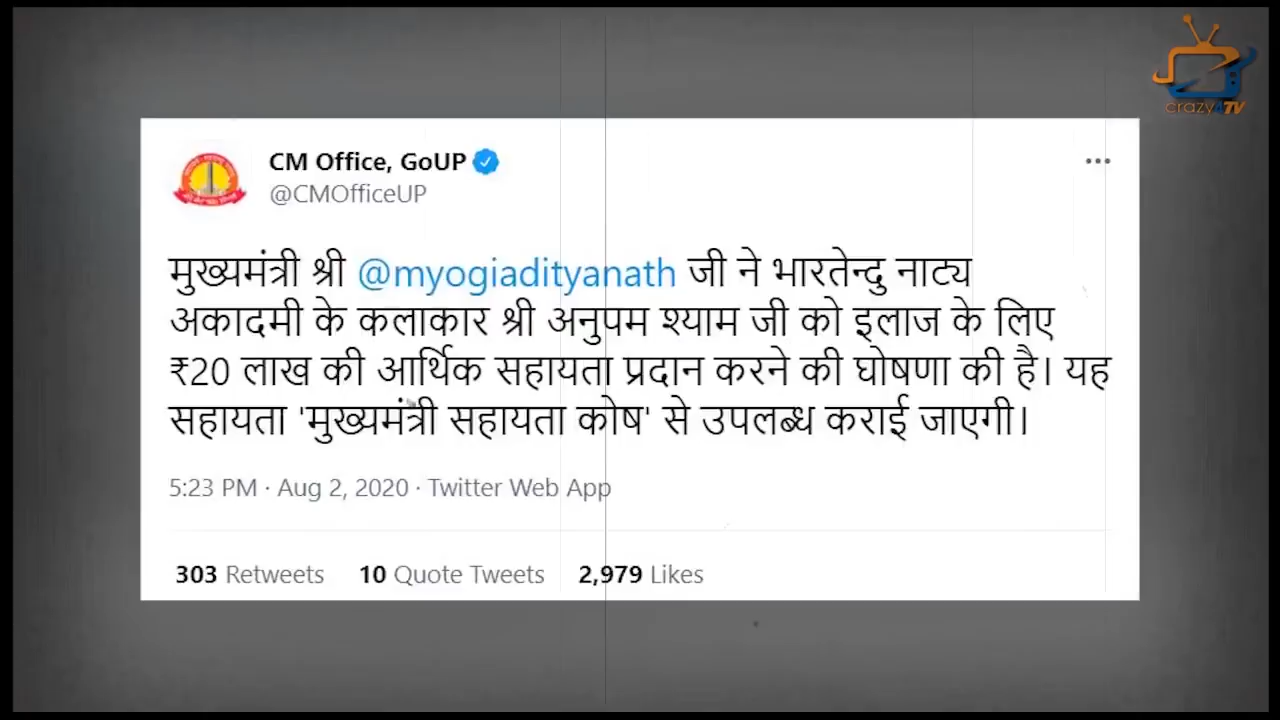 crazy4TV
CM Office, GoUP
@CMOfficeUP
मुख्यमंत्री श्री @myogiadityanath जी ने भारतेन्दु नाट्य
अकादमी के कलाकार श्री अनुपम श्याम जी को इलाज के लिए
₹20 लाख की आर्थिक सहायता प्रदान करने की घोषणा की है। यह
सहायता 'मुख्यमंत्री सहायता कोष' से उपलब्ध कराई जाएगी।
5:23 PM · Aug 2, 2020 · Twitter Web App
303 Retweets 10 Quote Tweets 2,979 Likes